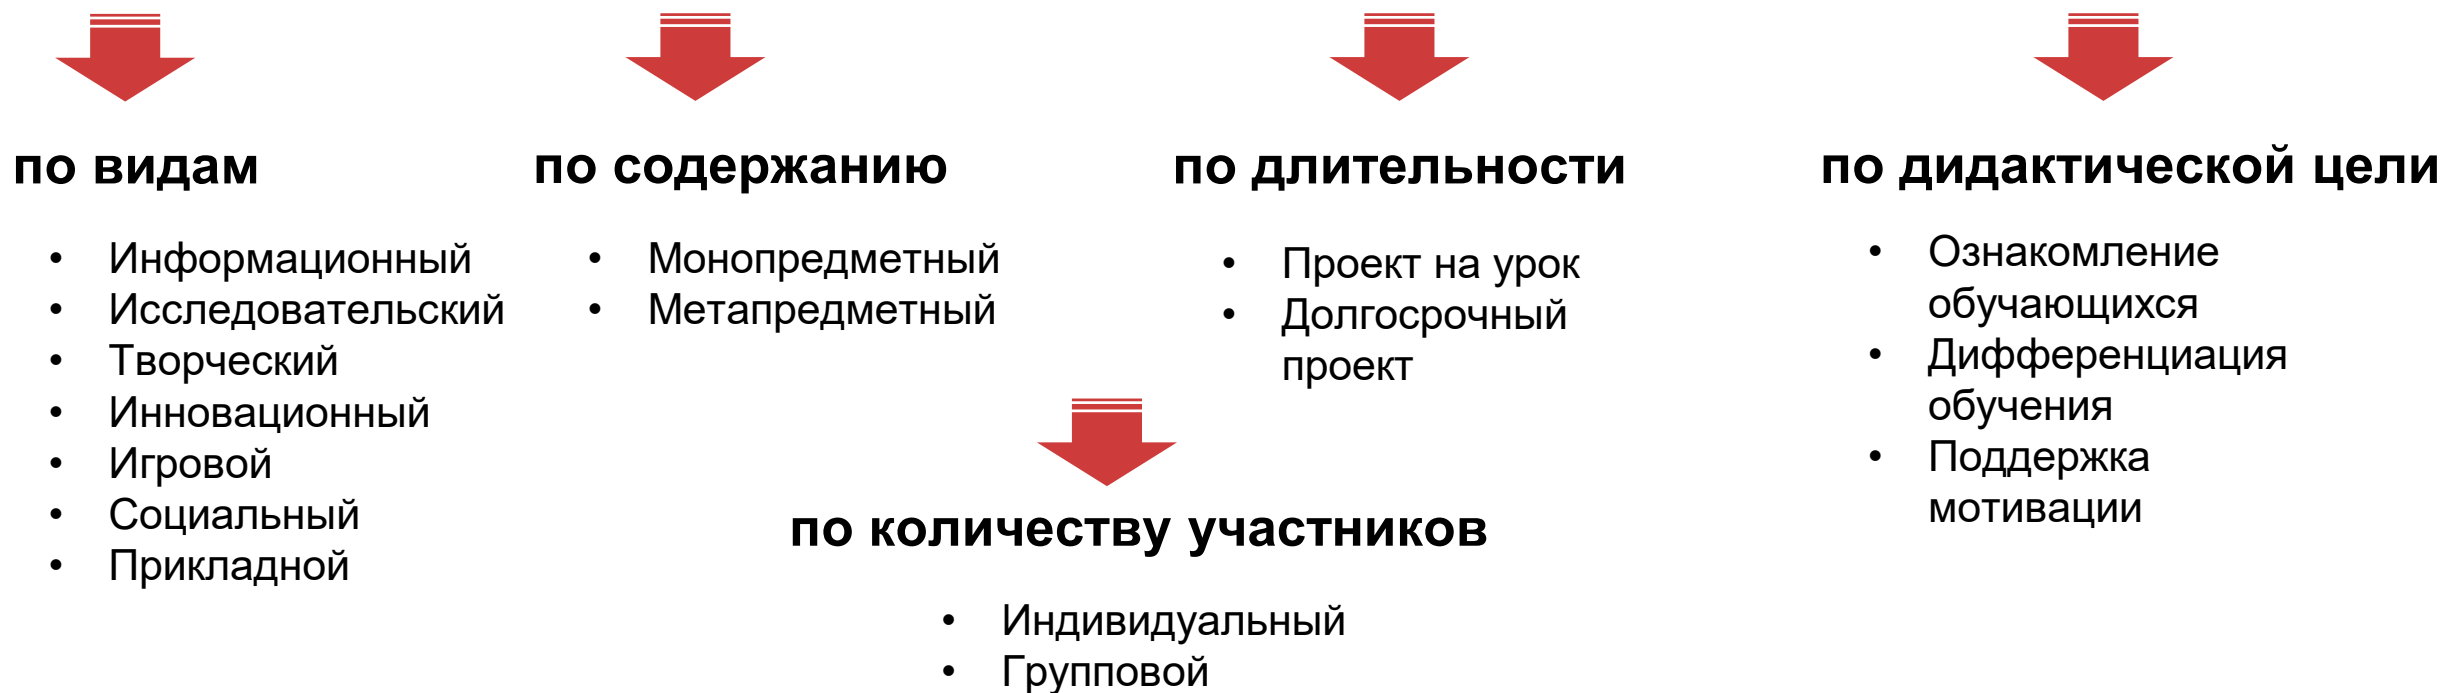 по видам
• Информационный
• Исследовательский
• Творческий
• Инновационный
• Игровой
• Социальный
• Прикладной
по содержанию
• Монопредметный
• Метапредметный
по длительности
• Проект на урок
• Долгосрочный
проект
по дидактической цели
• Ознакомление
обучающихся
• Дифференциация
обучения
• Поддержка
мотивации
по количеству участников
• Индивидуальный
• Групповой